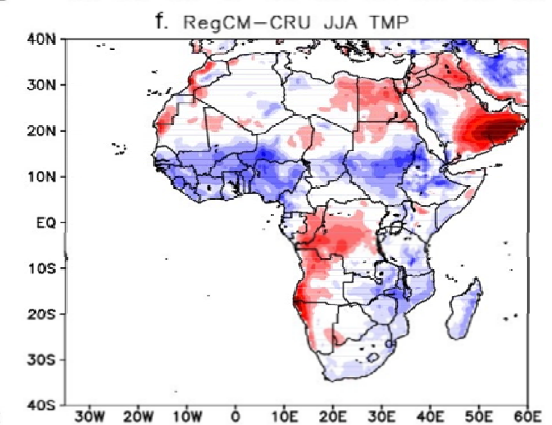 f. RegCM-CRU JJA TMP
40N
30N
20N
10N
EQ
10S
20S
30S
40S
30W 20W 10W 0 10E 20E 30E 40E 50E 60E